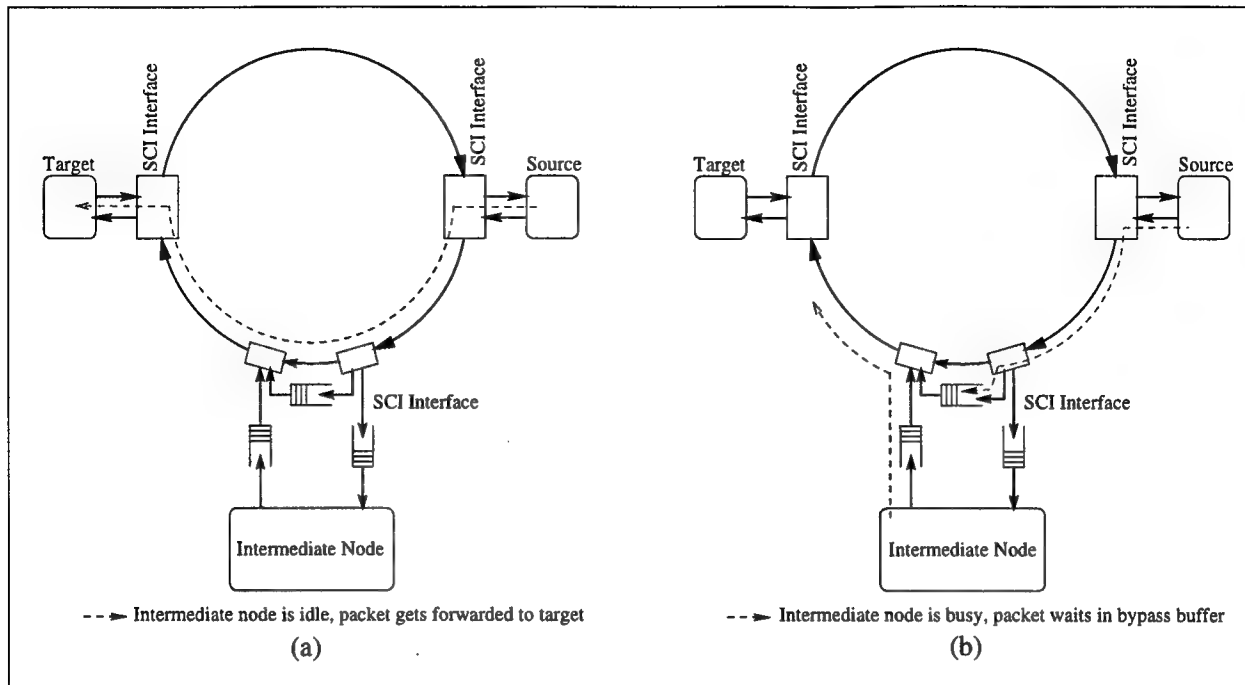 SCI Interface
SCI Interface
Target
Source
SCI Interface
Intermediate Node
Intermediate node is idle, packet gets forwarded to target
(a)
SCI Interface
SCI Interface
Target
Source
SCI Interface
Intermediate Node
Intermediate node is busy, packet waits in bypass buffer
(b)